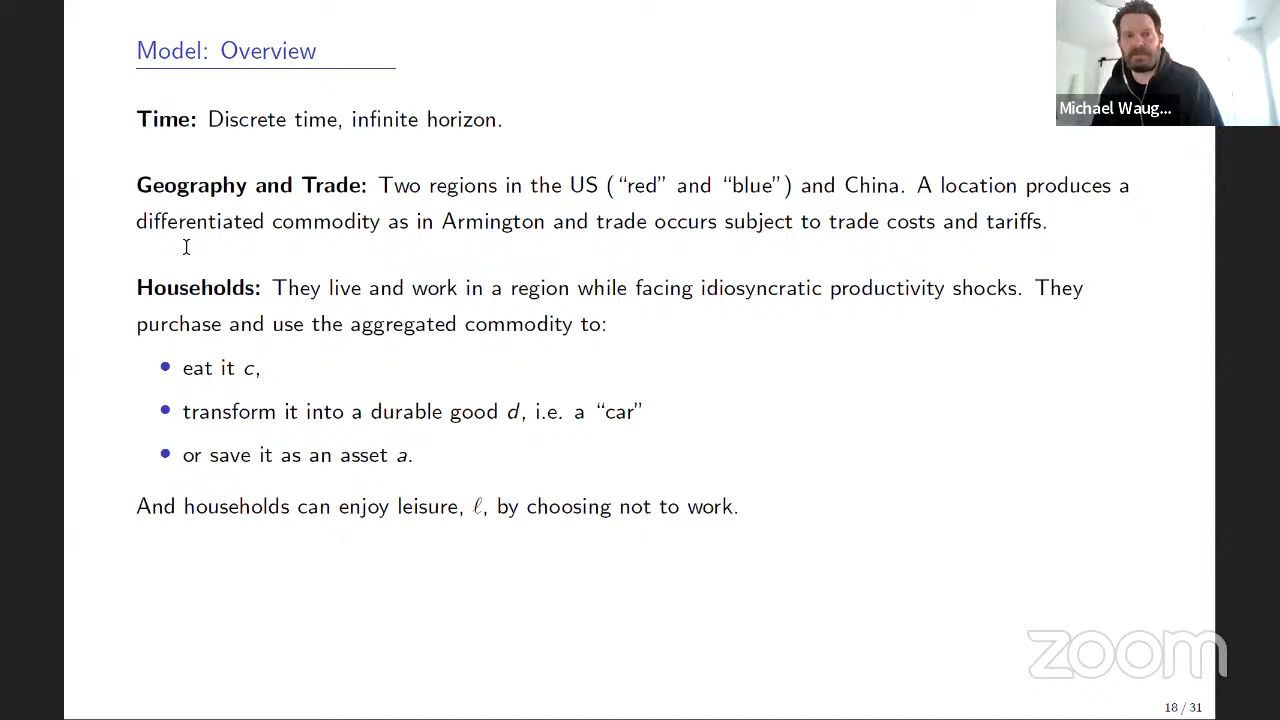 Model: Overview
Michael Waug...
Time: Discrete time, infinite horizon.
Geography and Trade: Two regions in the US (“red” and “blue”) and China. A location produces a
differentiated commodity as in Armington and trade occurs subject to trade costs and tariffs.
Households: They live and work in a region while facing idiosyncratic productivity shocks. They
purchase and use the aggregated commodity to:
• eat it c,
• transform it into a durable good d, i.e. a “car”
• or save it as an asset a.
And households can enjoy leisure, ℓ, by choosing not to work.
zoom
18 / 31